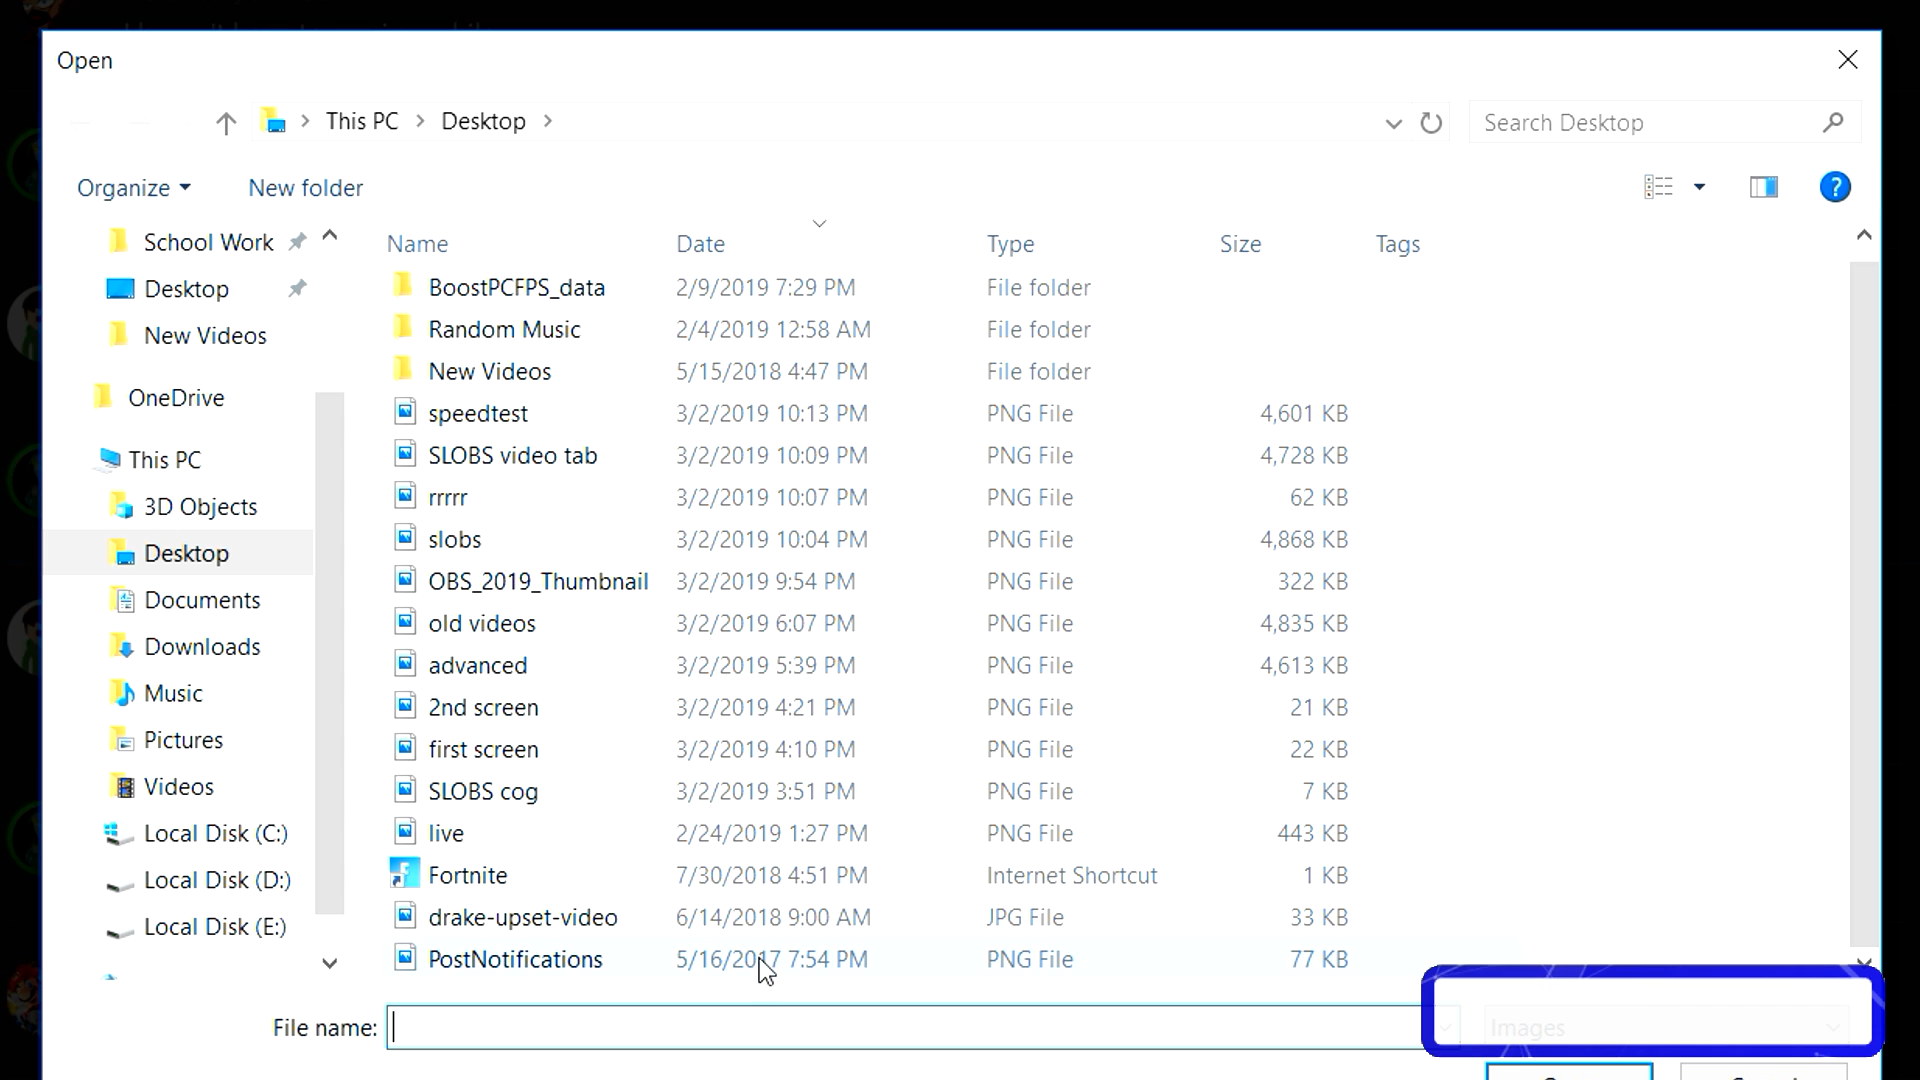 Open
This PC > Desktop >
Search Desktop
Organize
New folder
?
School Work
Desktop
New Videos
OneDrive
This PC
3D Objects
Desktop
Documents
Downloads
Music
Pictures
Videos
Local Disk (C:)
Local Disk (D:)
Local Disk (E:)
Name Date Type Size Tags
BoostPCFPS_data 2/9/2019 7:29 PM File folder
Random Music 2/4/2019 12:58 AM File folder
New Videos 5/15/2018 4:47 PM File folder
speedtest 3/2/2019 10:13 PM PNG File 4,601 KB
SLOBS video tab 3/2/2019 10:09 PM PNG File 4,728 KB
rrrrr 3/2/2019 10:07 PM PNG File 62 KB
slobs 3/2/2019 10:04 PM PNG File 4,868 KB
OBS_2019_Thumbnail 3/2/2019 9:54 PM PNG File 322 KB
old videos 3/2/2019 6:07 PM PNG File 4,835 KB
advanced 3/2/2019 5:39 PM PNG File 4,613 KB
2nd screen 3/2/2019 4:21 PM PNG File 21 KB
first screen 3/2/2019 4:10 PM PNG File 22 KB
SLOBS cog 3/2/2019 3:51 PM PNG File 7 KB
live 2/24/2019 1:27 PM PNG File 443 KB
Fortnite 7/30/2018 4:51 PM Internet Shortcut 1 KB
drake-upset-video 6/14/2018 9:00 AM JPG File 33 KB
PostNotifications 5/16/2017 7:54 PM PNG File 77 KB
File name:
Images